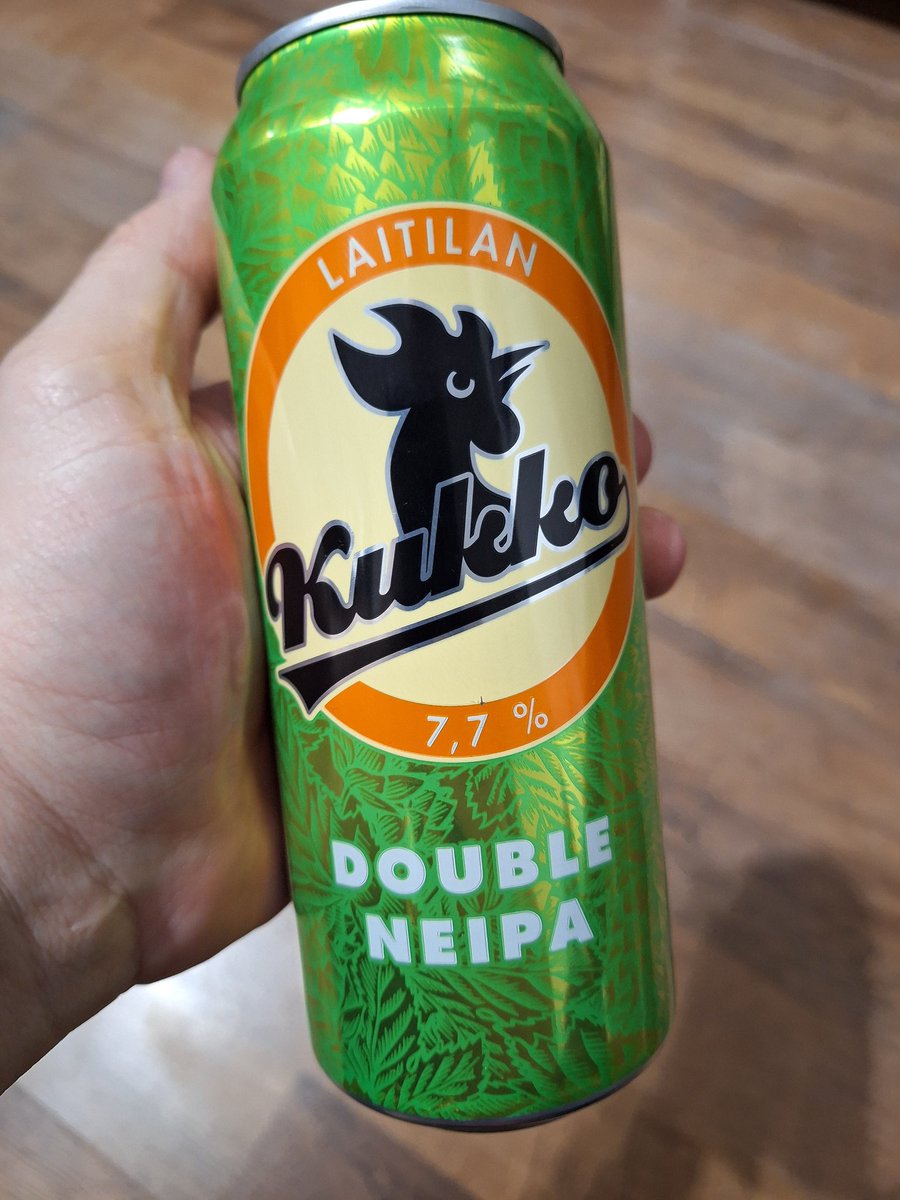 LAITILAN
Kukko
7,7 %
DOUBLE
NEIPA